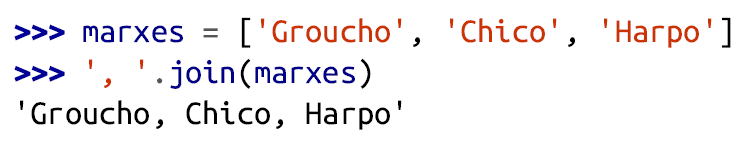 >>> marxes = ['Groucho', 'Chico', 'Harpo']
>>> ', '.join(marxes)
'Groucho, Chico, Harpo'